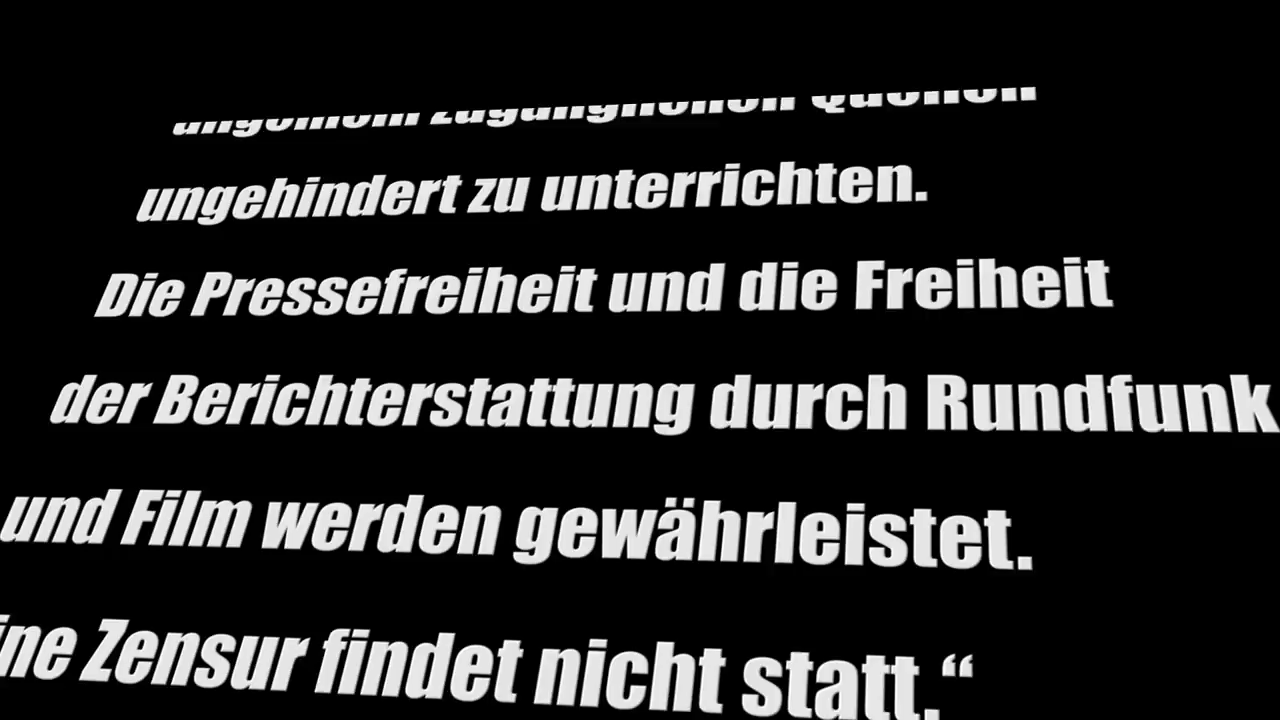 ungehindert zu unterrichten.
Die Pressefreiheit und die Freiheit
der Berichterstattung durch Rundfunk
und Film werden gewährleistet.
ine Zensur findet nicht statt.“